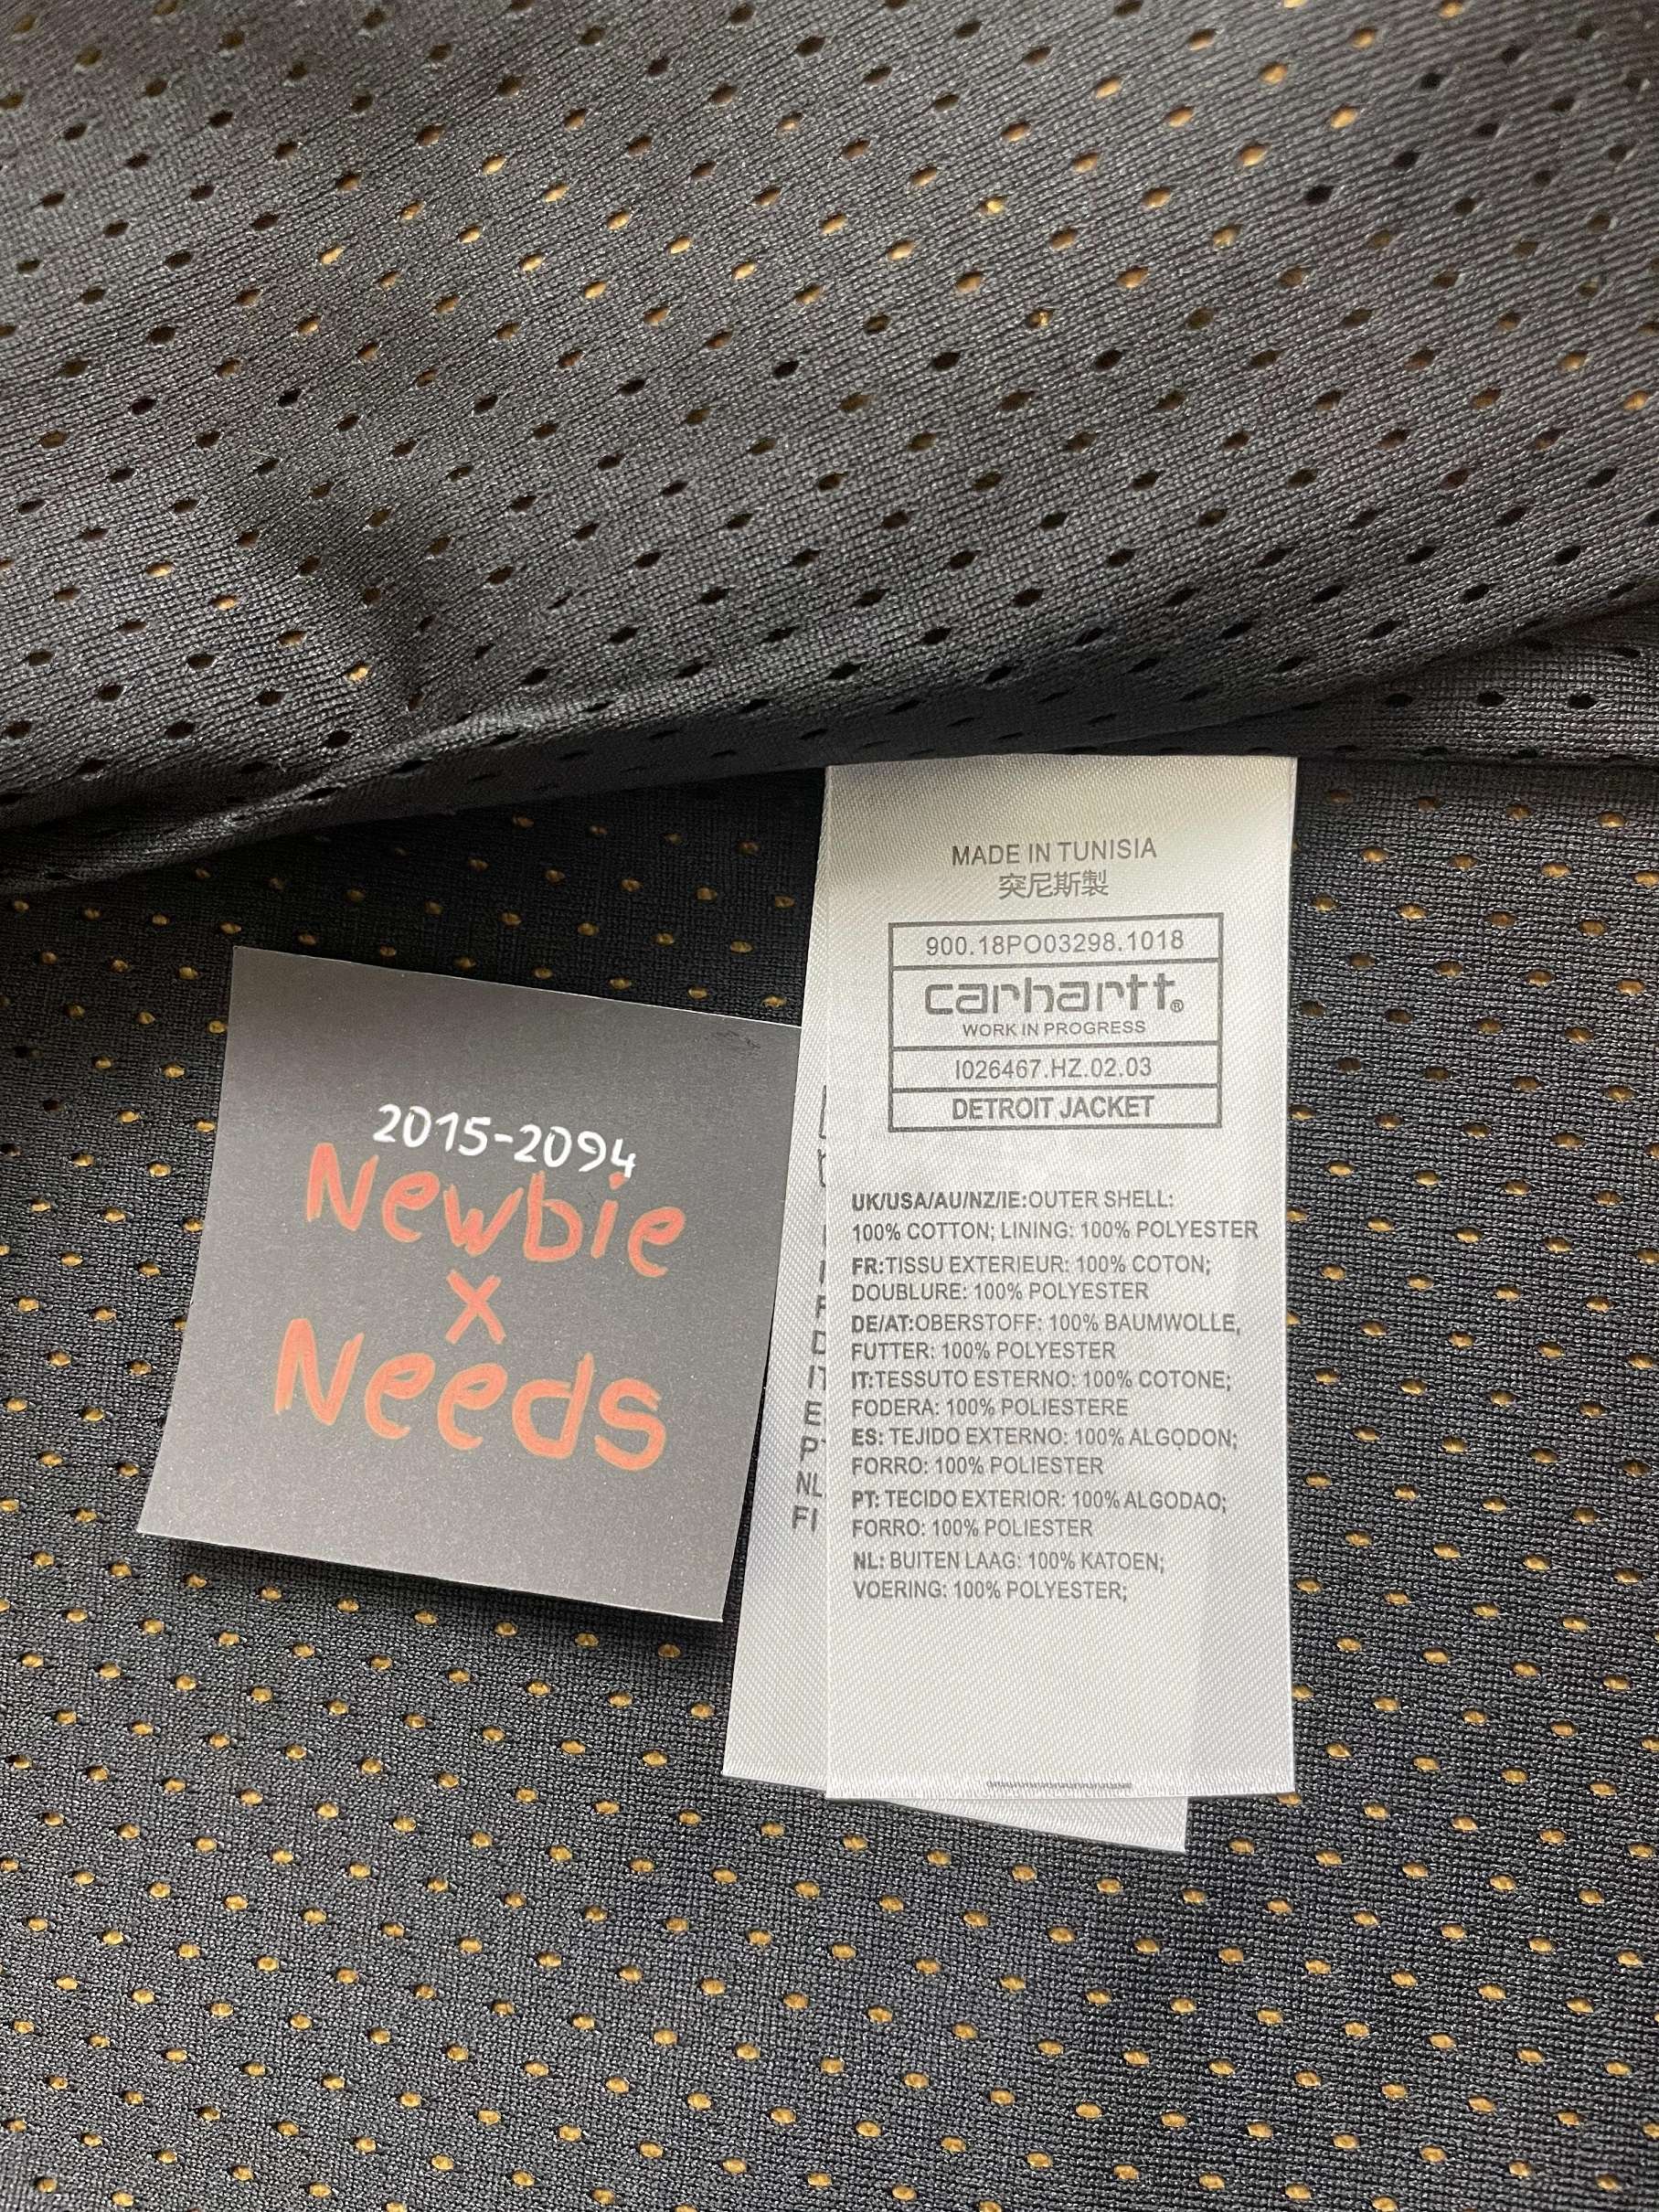 2015-2094
Newbie
x
Needs
MADE IN TUNISIA
突尼斯製
900.18PO03298.1018
carhartt®
WORK IN PROGRESS
I026467.HZ.02.03
DETROIT JACKET
UK/USA/AU/NZ/IE:OUTER SHELL:
100% COTTON; LINING: 100% POLYESTER
FR:TISSU EXTERIEUR: 100% COTON;
DOUBLURE: 100% POLYESTER
DE/AT:OBERSTOFF: 100% BAUMWOLLE,
FUTTER: 100% POLYESTER
IT:TESSUTO ESTERNO: 100% COTONE;
FODERA: 100% POLIESTERE
ES: TEJIDO EXTERNO: 100% ALGODON;
FORRO: 100% POLIESTER
PT: TECIDO EXTERIOR: 100% ALGODAO;
FORRO: 100% POLIESTER
NL: BUITEN LAAG: 100% KATOEN;
VOERING: 100% POLYESTER;
NL
FI